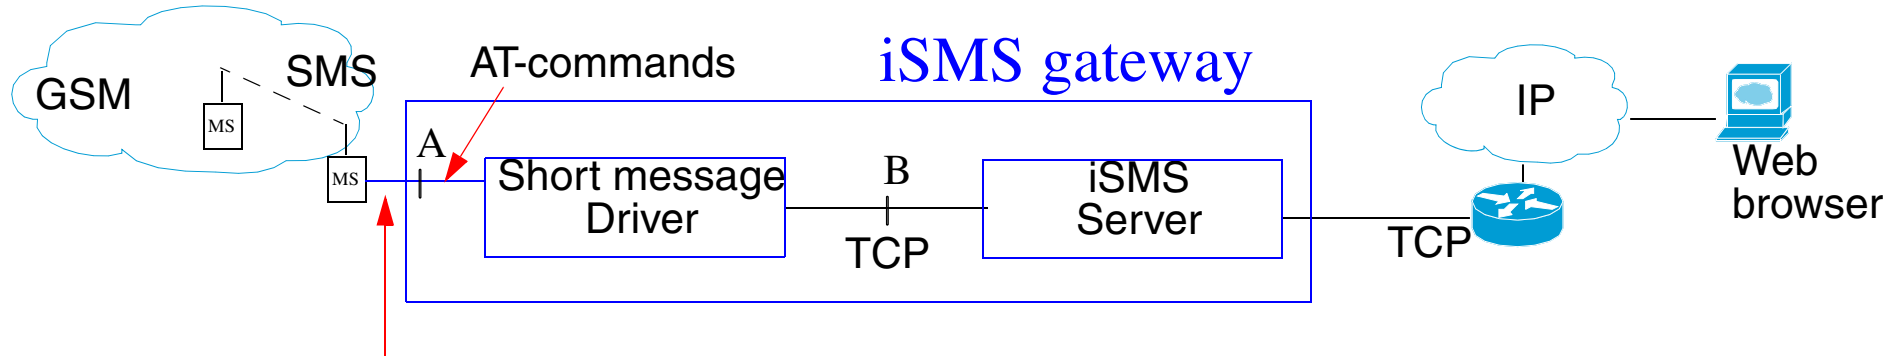 iSMS gateway
AT-commands
SMS
GSM
MS
MS
A
B
Short message
Driver
TCP
iSMS
Server
TCP
IP
Web
browser